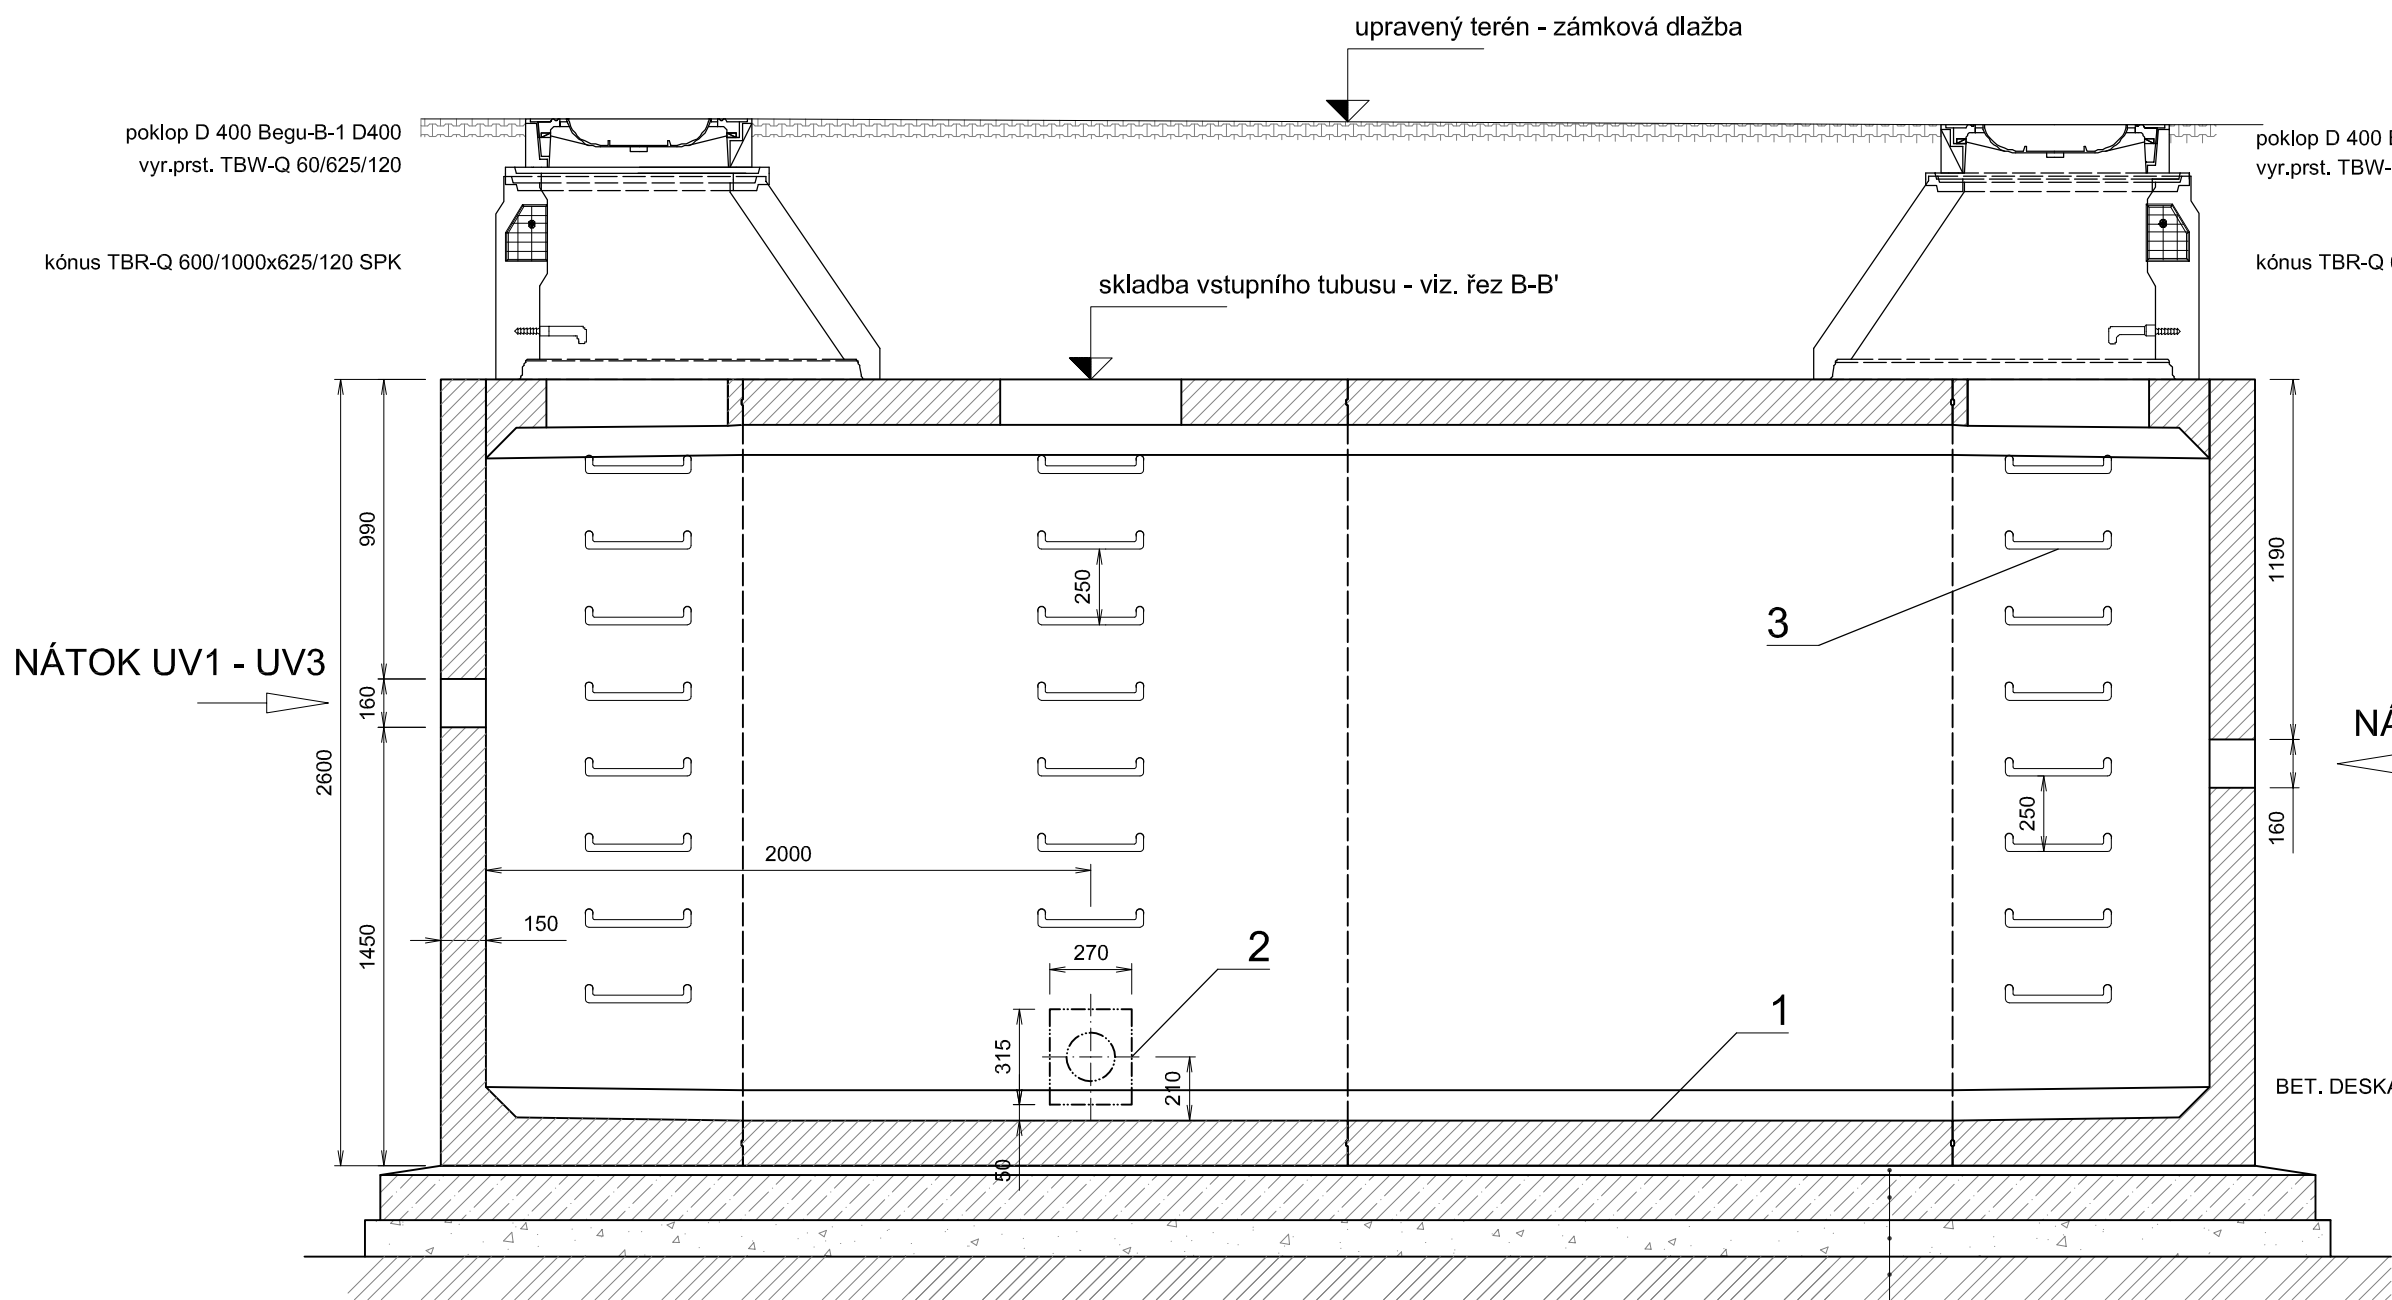 upravený terén - zámková dlažba
poklop D 400 Begu-B-1 D400
vyr.prst. TBW-Q 60/625/120
kónus TBR-Q 600/1000x625/120 SPK
poklop D 400
vyr.prst. TBW-
kónus TBR-Q
skladba vstupního tubusu - viz. řez B-B'
990
160
1450
2600
NÁTOK UV1 - UV3
250
3
1190
160
NÁ
250
2000
150
270
2
315
210
50
1
BET. DESKA